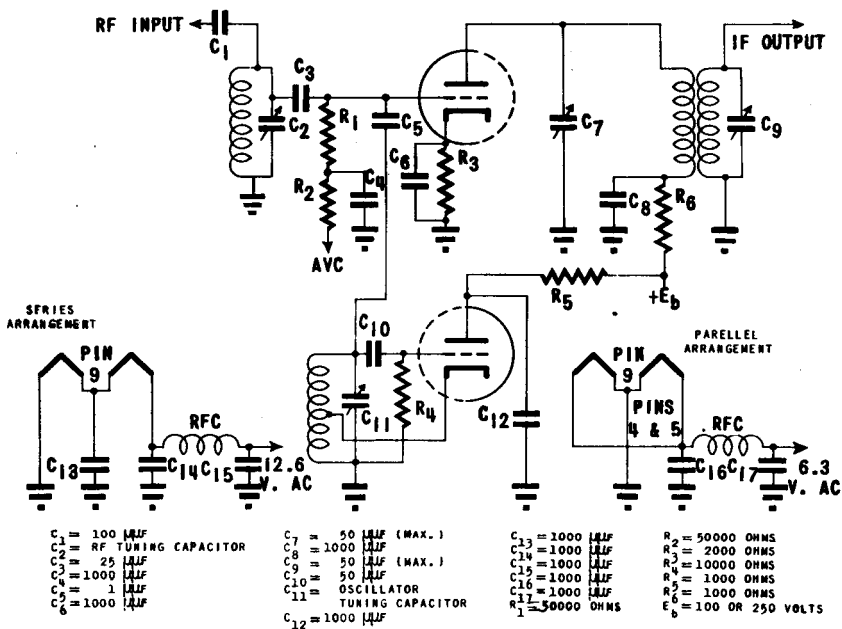 RF INPUT
C1
C3
C2
R1
C5
R2
C4
AVC
C6
R3
C7
IF OUTPUT
C9
C8
R6
R5
+Eb
SERIES
ARRANGEMENT
PIN
9
RFC
C13
C14
C15
12.6
V. AC
C10
C11
R4
C12
PARELLEL
ARRANGEMENT
PIN
9
PINS
4 & 5
RFC
C16
C17
6.3
V. AC
C1 = 100 µµF
C2 = RF TUNING CAPACITOR
C3 = 25 µµF
C4 = 1000 µµF
C5 = 1 µµF
C6 = 1000 µµF
C7 = 50 µµF (MAX.)
C8 = 1000 µµF
C9 = 50 µµF (MAX.)
C10 = 50 µµF
C11 = OSCILLATOR
TUNING CAPACITOR
C12 = 1000 µµF
C13 = 1000 µµF
C14 = 1000 µµF
C15 = 1000 µµF
C16 = 1000 µµF
C17 = 1000 µµF
R1 = 50000 OHMS
R2 = 50000 OHMS
R3 = 2000 OHMS
R4 = 10000 OHMS
R5 = 1000 OHMS
R6 = 1000 OHMS
Eb = 100 OR 250 VOLTS